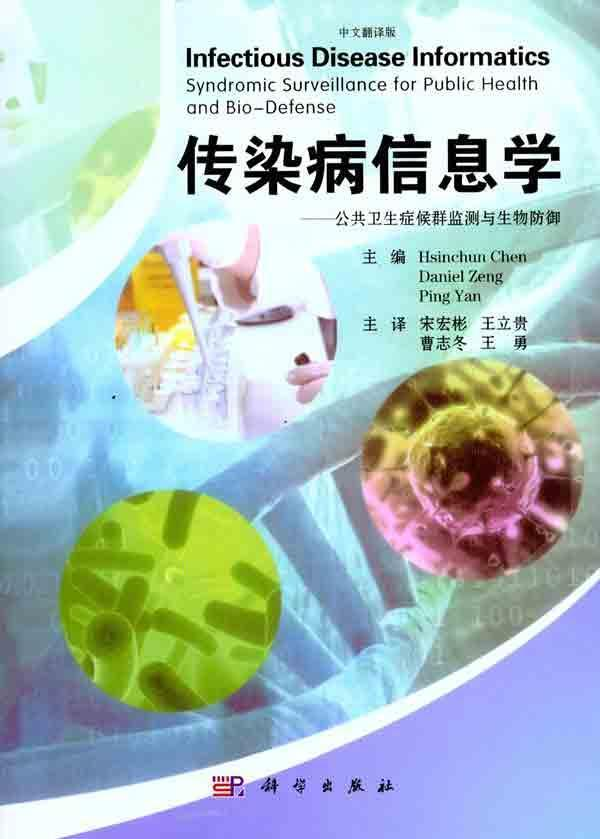 中文翻译版
Infectious Disease Informatics
Syndromic Surveillance for Public Health
and Bio-Defense
传染病信息学
——公共卫生症候群监测与生物防御
主 编 Hsinchun Chen
Daniel Zeng
Ping Yan
主 译 宋宏彬 王立贵
曹志冬 王 勇
科学出版社